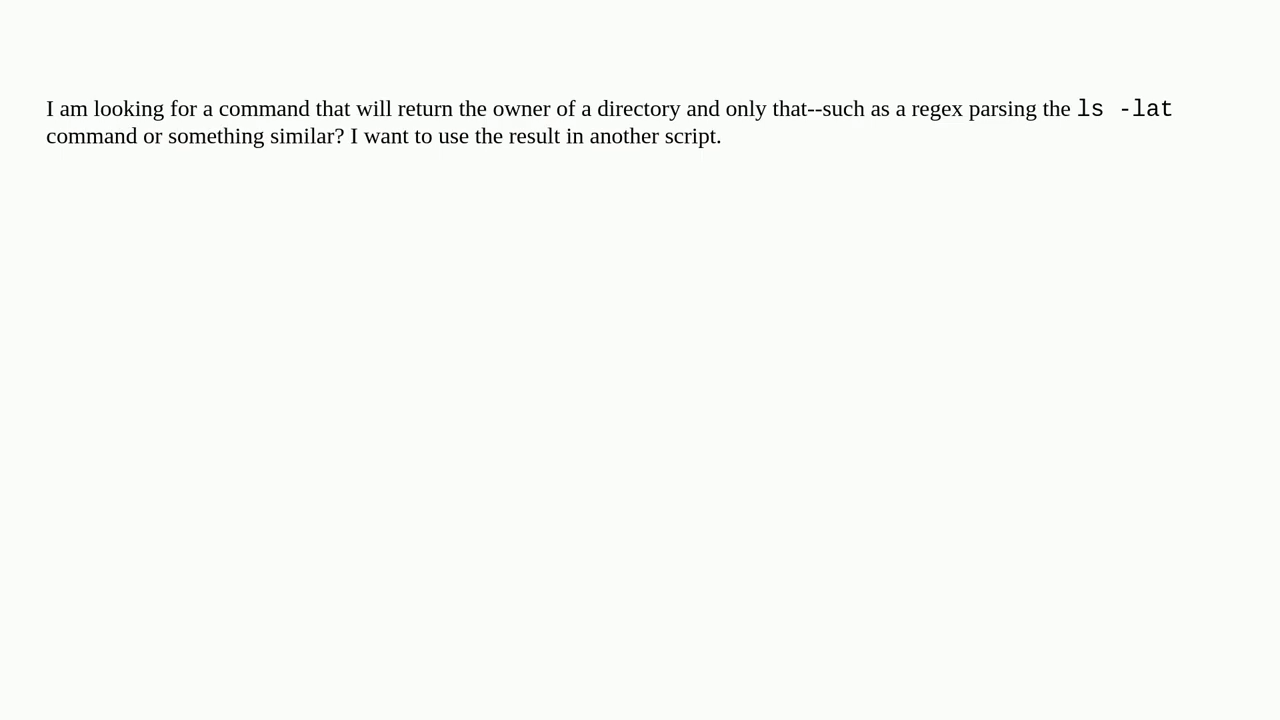 I am looking for a command that will return the owner of a directory and only that--such as a regex parsing the ls -lat
command or something similar? I want to use the result in another script.